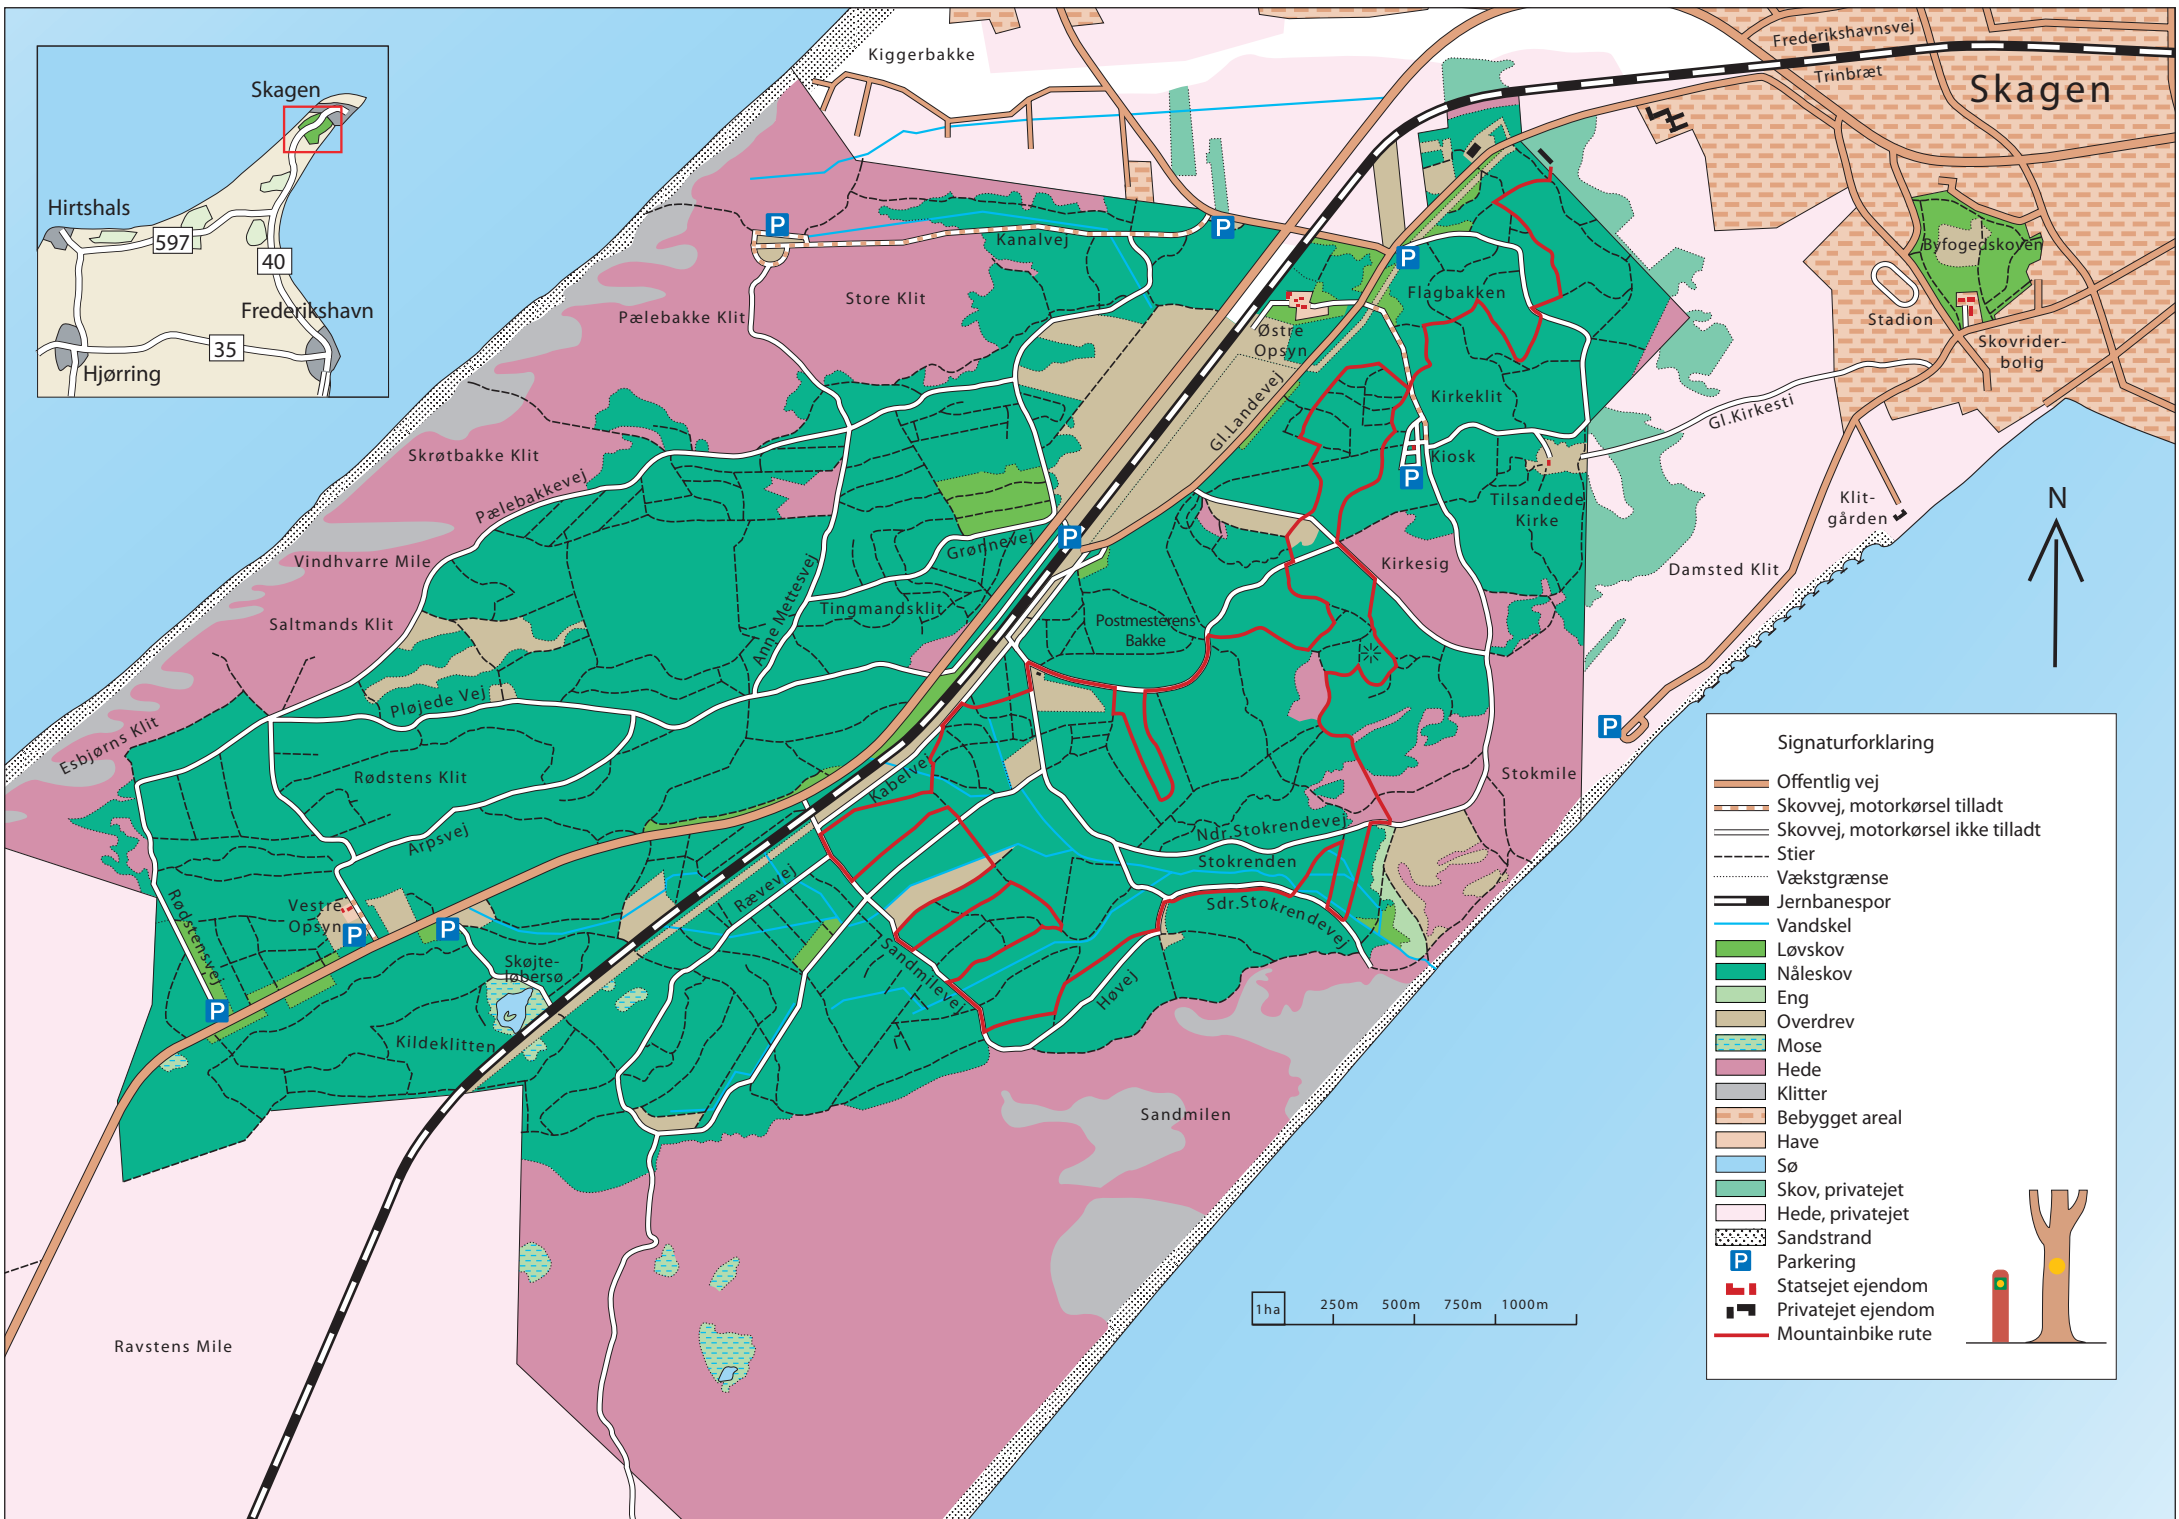 Skagen
Hirtshals
597
40
Frederikshavn
35
Hjørring
Kiggerbakke
Frederikshavnsvej
Trinbræt
Skagen
P
P
Kanalvej
P
Byfogedskoven
Store Klit
Flagbakken
Pælebakke Klit
Østre
Opsyn
Stadion
Skovrider-
bolig
Gl.Landevej
Kirkeklit
Gl.Kirkesti
Skrøtbakke Klit
Kiosk
P
Pælebakkevej
Tilsandede
Kirke
Klit-
gården
N
Grønnevej
P
Vindhvarre Mile
Kirkesig
Damsted Klit
Anne Mettesvej
Tingmandsklit
Saltmands Klit
Postmesterens
Bakke
Pløjede Vej
Esbjørns Klit
P
Rødstens Klit
Kabelvej
Stokmile
Arpsvej
Ndr.Stokrendevej
Stokrenden
Rævevej
Rødstensvej
Vestre
Opsyn
P
P
Sdr.Stokrendevej
Sandmilevej
Skøjte-
løbersø
Høvej
P
Kildeklitten
Sandmilen
Ravstens Mile
1ha
250m
500m
750m
1000m
Signaturforklaring
Offentlig vej
Skovvej, motorkørsel tilladt
Skovvej, motorkørsel ikke tilladt
Stier
Vækstgrænse
Jernbanespor
Vandskel
Løvskov
Nåleskov
Eng
Overdrev
Mose
Hede
Klitter
Bebygget areal
Have
Sø
Skov, privatejet
Hede, privatejet
Sandstrand
P Parkering
Statsejet ejendom
Privatejet ejendom
Mountainbike rute